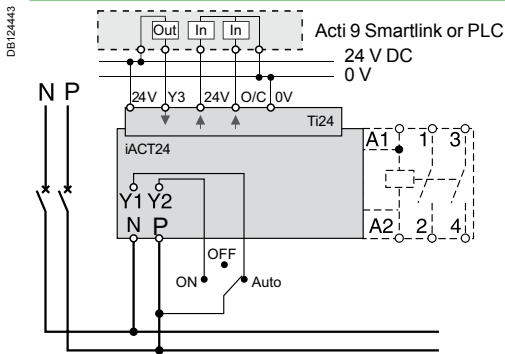 DB124443
Out In In
Acti 9 Smartlink or PLC
24 V DC
0 V
N P
24V Y3 24V O/C 0V
Ti24
iACT24
A1 1 3
Y1 Y2
N P
A2 2 4
OFF
ON Auto